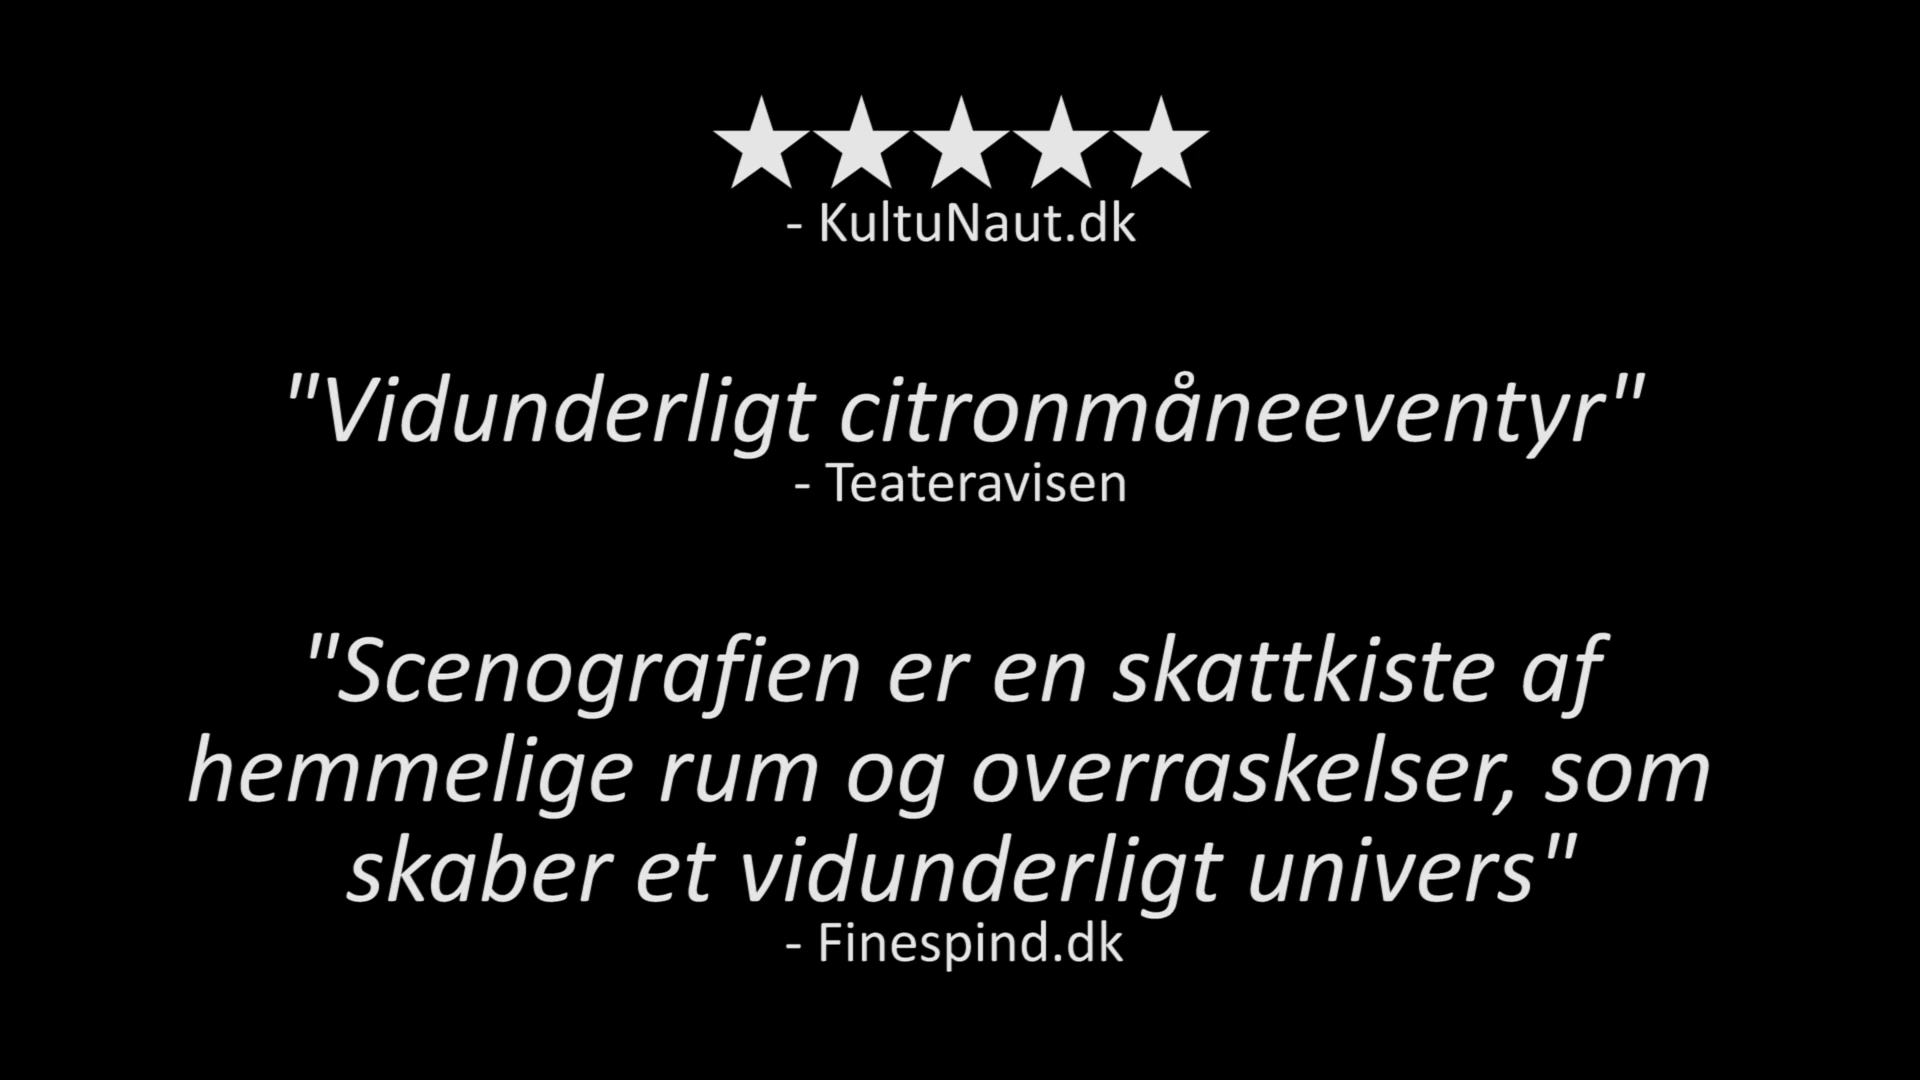 ★★★★★
- KultuNaut.dk
"Vidunderligt citronmåneeventyr"
- Teateravisen
"Scenografien er en skattkiste af
hemmelige rum og overraskelser, som
skaber et vidunderligt univers"
- Finespind.dk